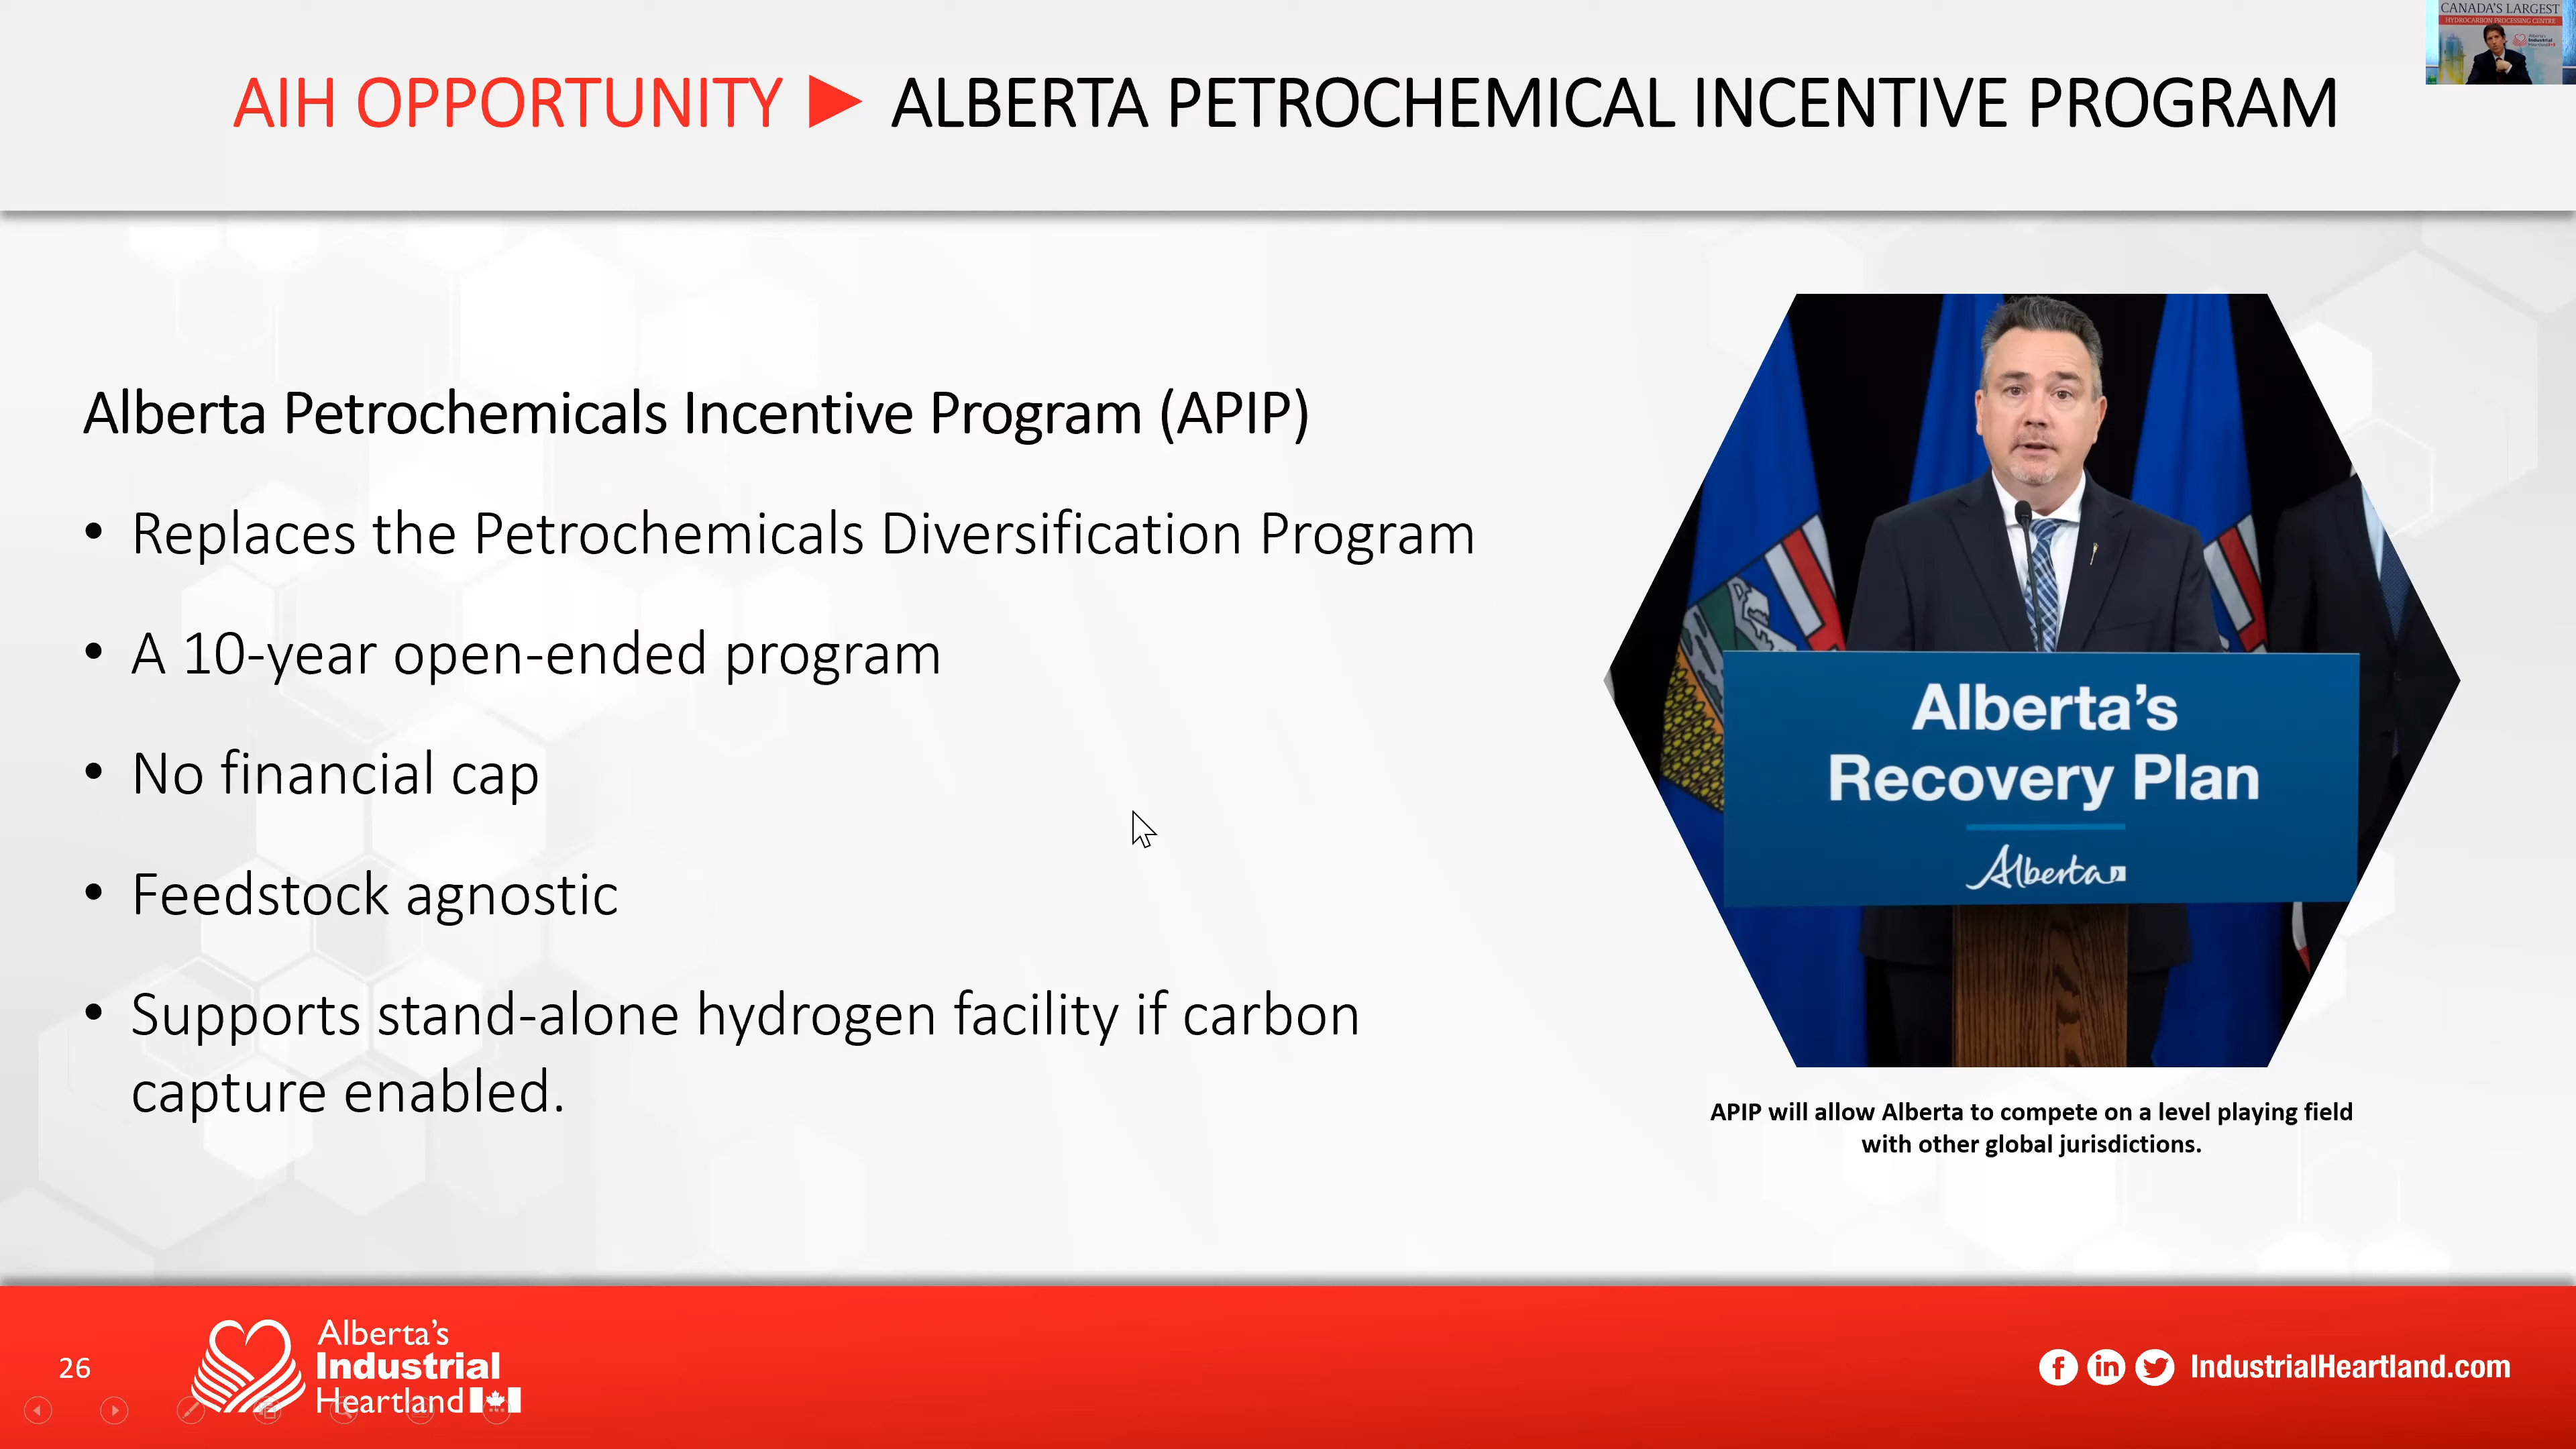 CANADA'S LARGEST
HYDROCARBON PROCESSING CENTRE
AIH OPPORTUNITY ► ALBERTA PETROCHEMICAL INCENTIVE PROGRAM
Alberta Petrochemicals Incentive Program (APIP)
• Replaces the Petrochemicals Diversification Program
• A 10-year open-ended program
• No financial cap
• Feedstock agnostic
• Supports stand-alone hydrogen facility if carbon
capture enabled.
Alberta's
Recovery Plan
Alberta
APIP will allow Alberta to compete on a level playing field
with other global jurisdictions.
26
Alberta's
Industrial
Heartland
IndustrialHeartland.com